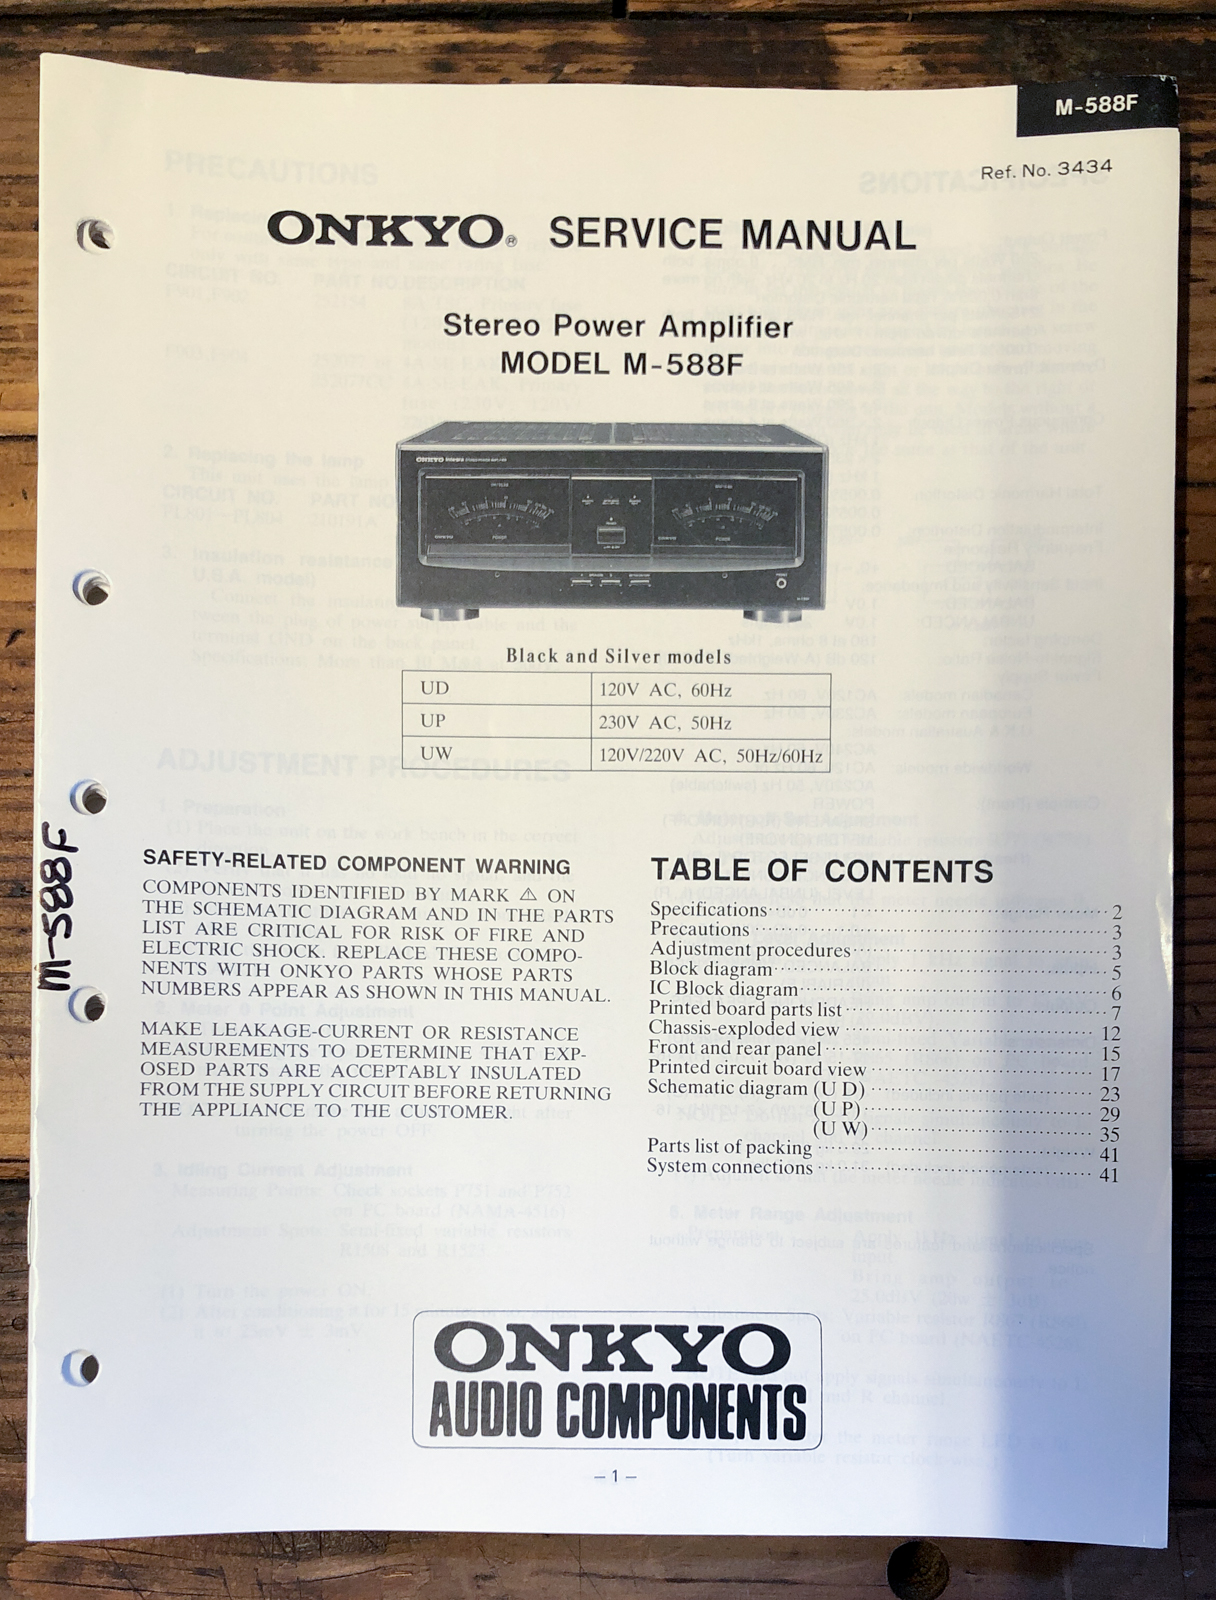 M-588F
Ref. No. 3434
ONKYO® SERVICE MANUAL
Stereo Power Amplifier
MODEL M-588F
ONKYO Integra
Black and Silver models
UD 120V AC, 60Hz
UP 230V AC, 50Hz
UW 120V/220V AC, 50Hz/60Hz
M-588F
SAFETY-RELATED COMPONENT WARNING
COMPONENTS IDENTIFIED BY MARK ⚠ ON
THE SCHEMATIC DIAGRAM AND IN THE PARTS
LIST ARE CRITICAL FOR RISK OF FIRE AND
ELECTRIC SHOCK. REPLACE THESE COMPO-
NENTS WITH ONKYO PARTS WHOSE PARTS
NUMBERS APPEAR AS SHOWN IN THIS MANUAL.
MAKE LEAKAGE-CURRENT OR RESISTANCE
MEASUREMENTS TO DETERMINE THAT EXP-
OSED PARTS ARE ACCEPTABLY INSULATED
FROM THE SUPPLY CIRCUIT BEFORE RETURNING
THE APPLIANCE TO THE CUSTOMER.
TABLE OF CONTENTS
Specifications 2
Precautions 3
Adjustment procedures 3
Block diagram 5
IC Block diagram 6
Printed board parts list 7
Chassis-exploded view 12
Front and rear panel 15
Printed circuit board view 17
Schematic diagram (U D) 23
(U P) 29
(U W) 35
Parts list of packing 41
System connections 41
ONKYO
AUDIO COMPONENTS
– 1 –